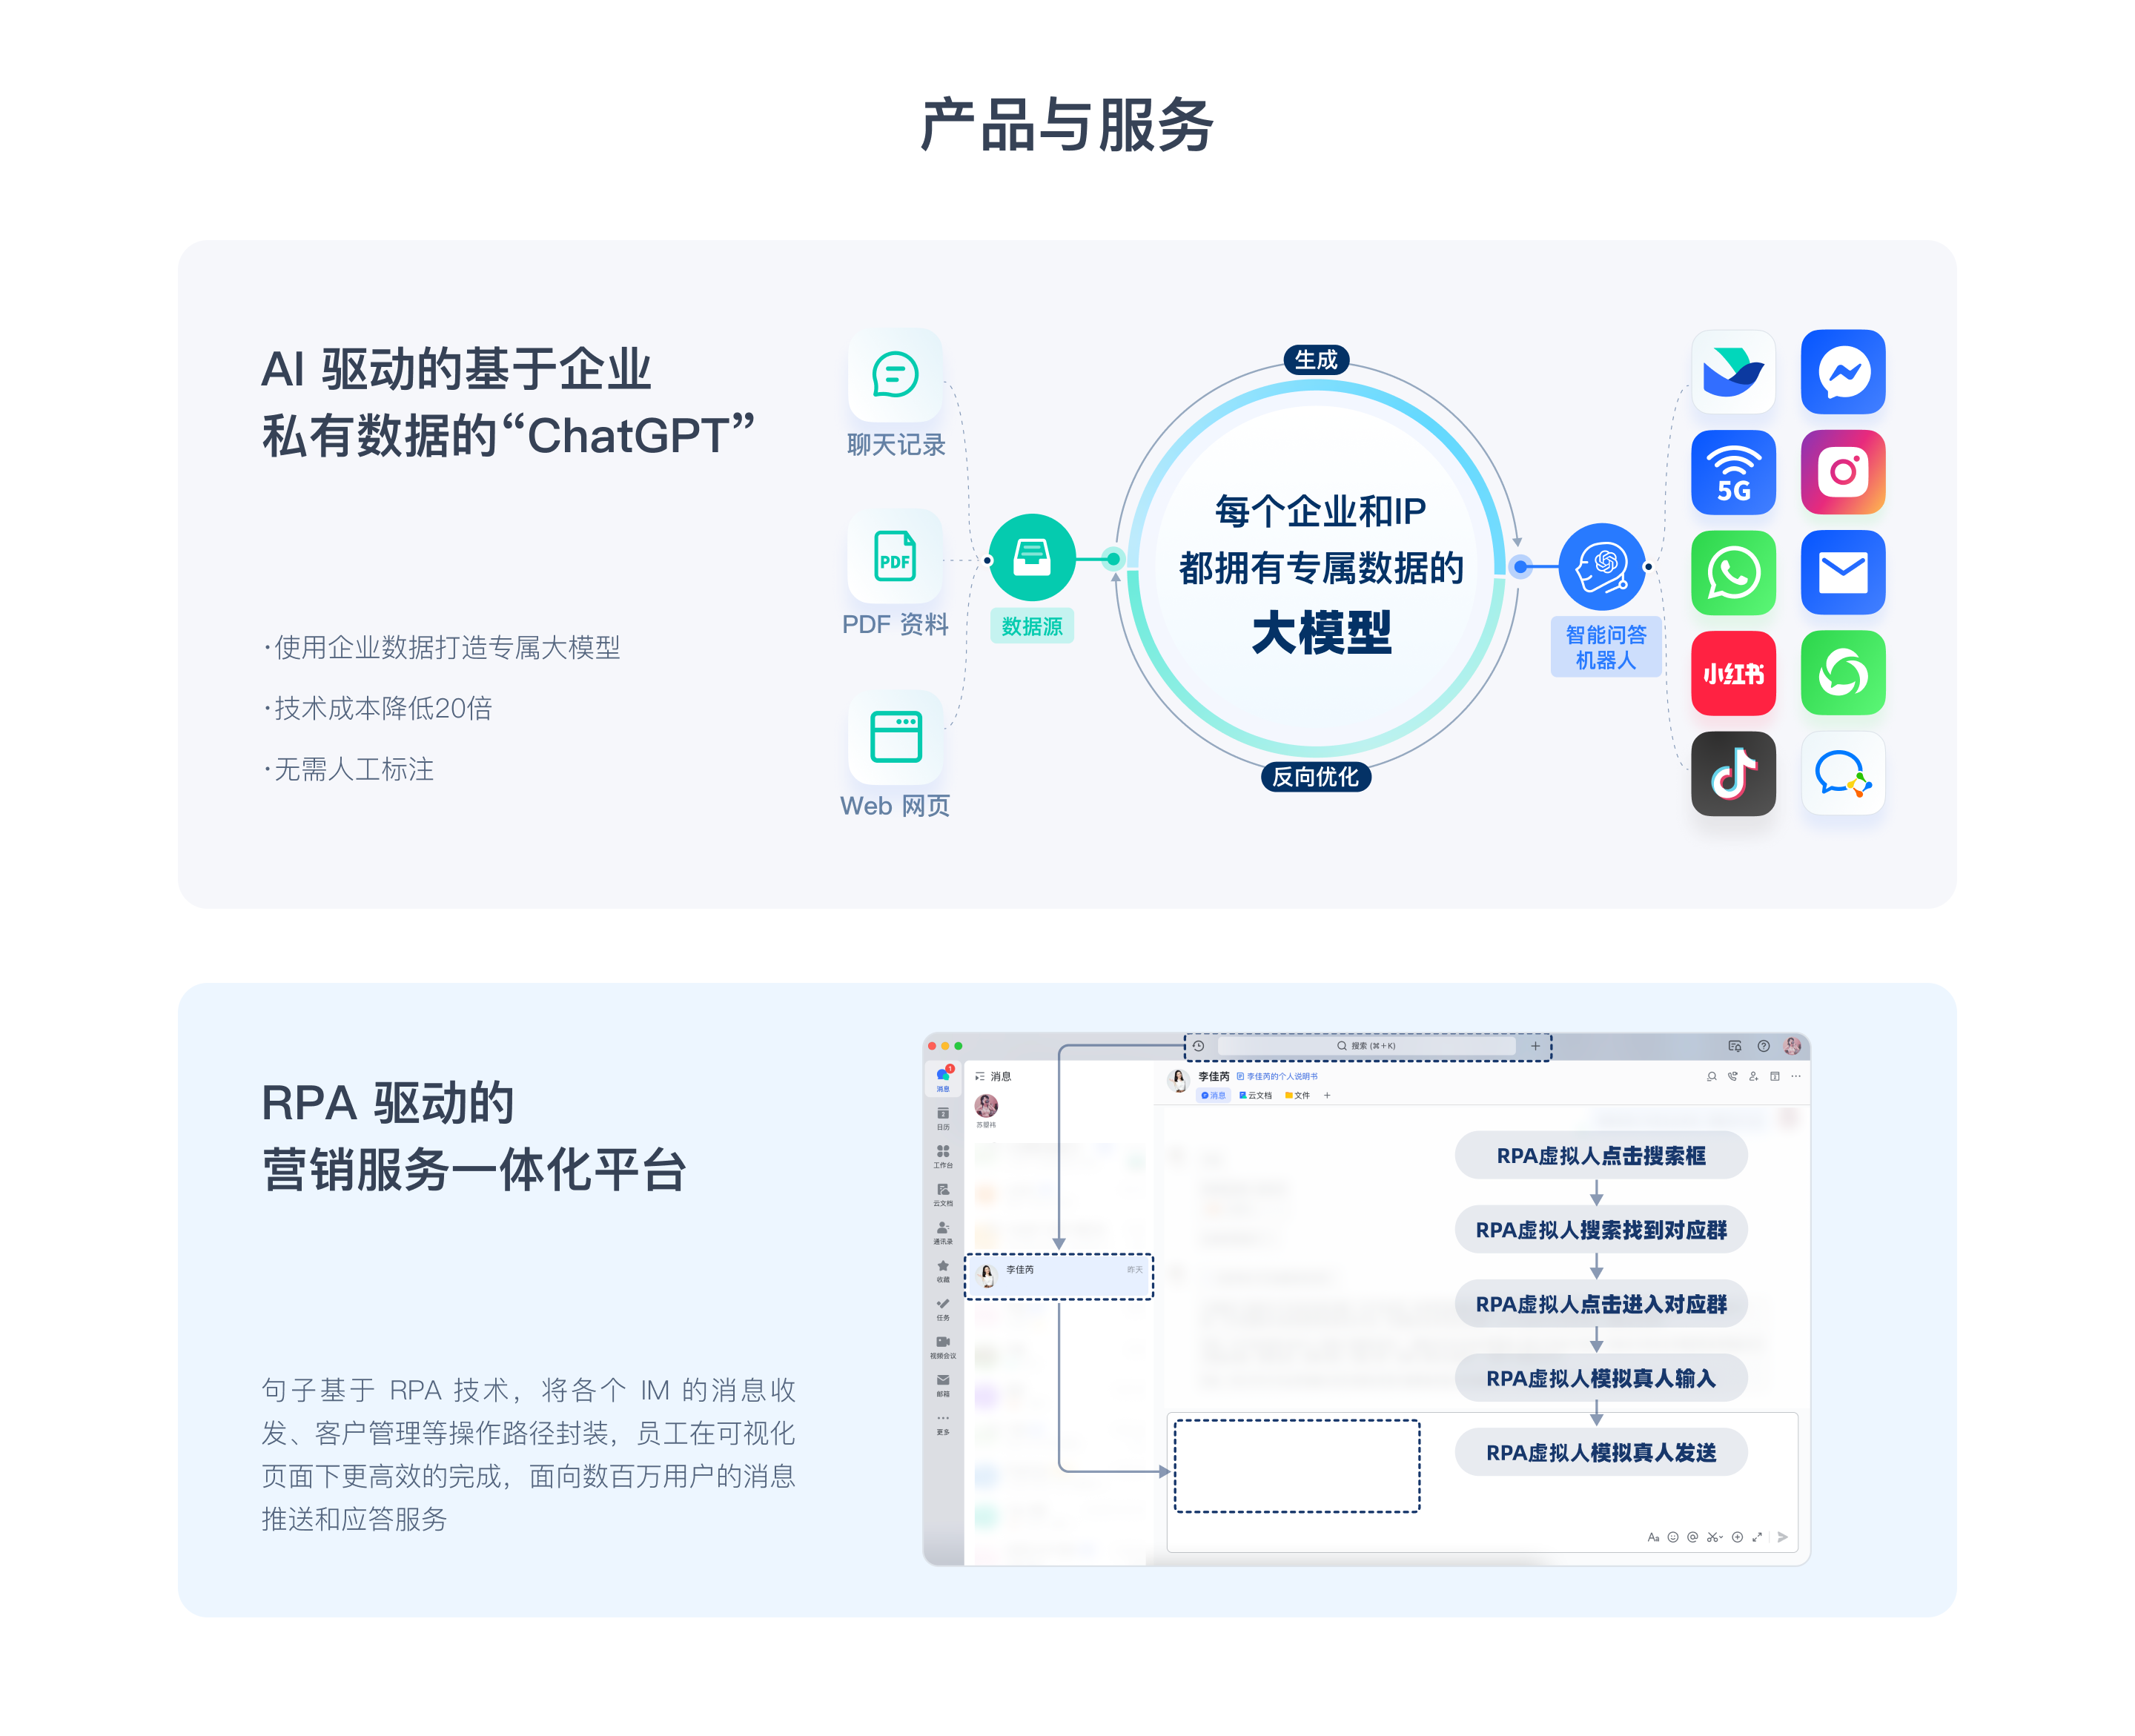 产品与服务
AI 驱动的基于企业
私有数据的“ChatGPT”
·使用企业数据打造专属大模型
·技术成本降低20倍
·无需人工标注
聊天记录
PDF
PDF 资料
Web 网页
数据源
生成
每个企业和IP
都拥有专属数据的
大模型
反向优化
智能问答
机器人
5G
小红书
RPA 驱动的
营销服务一体化平台
句子基于 RPA 技术，将各个 IM 的消息收
发、客户管理等操作路径封装，员工在可视化
页面下更高效的完成，面向数百万用户的消息
推送和应答服务
搜索 (⌘+K)
1
消息
日历
工作台
云文档
通讯录
收藏
任务
视频会议
邮箱
更多
消息
李佳芮
昨天
李佳芮
李佳芮的个人说明书
消息
云文档
文件
RPA虚拟人点击搜索框
RPA虚拟人搜索找到对应群
RPA虚拟人点击进入对应群
RPA虚拟人模拟真人输入
RPA虚拟人模拟真人发送
Aa